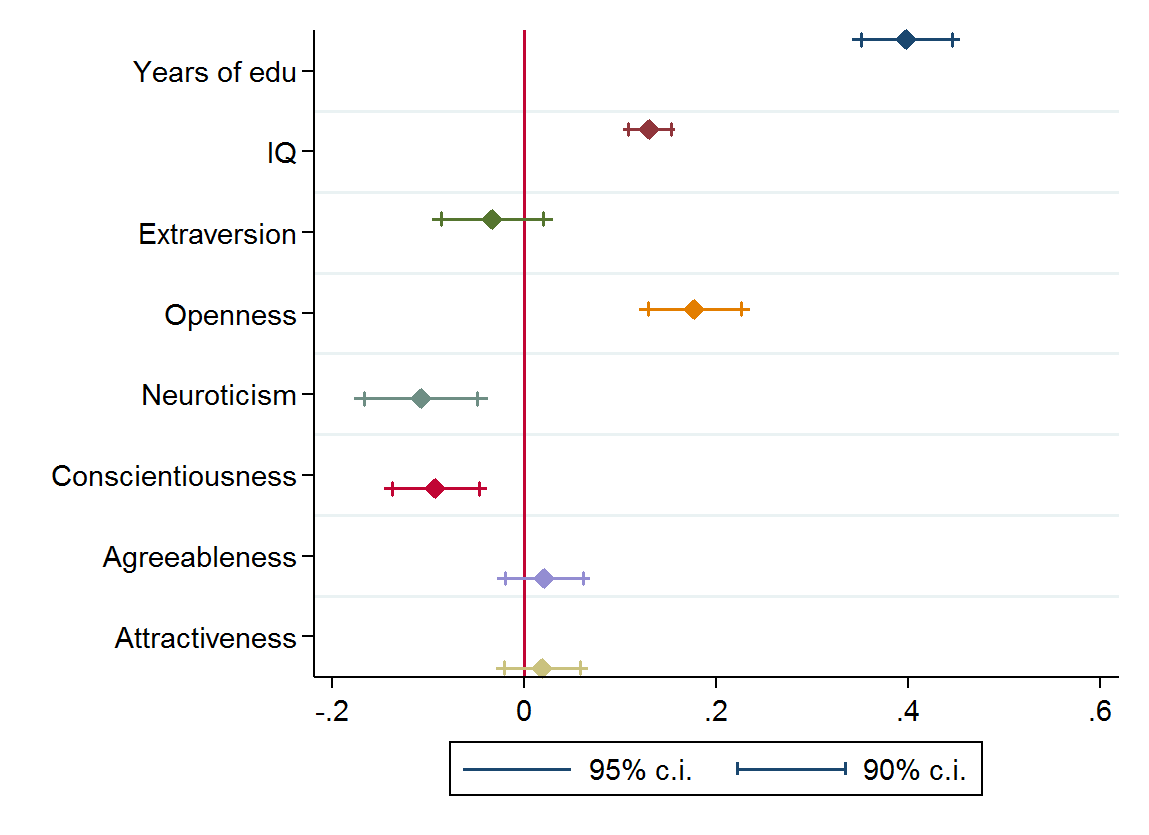 Years of edu
IQ
Extraversion
Openness
Neuroticism
Conscientiousness
Agreeableness
Attractiveness
-.2 0 .2 .4 .6
95% c.i. 90% c.i.